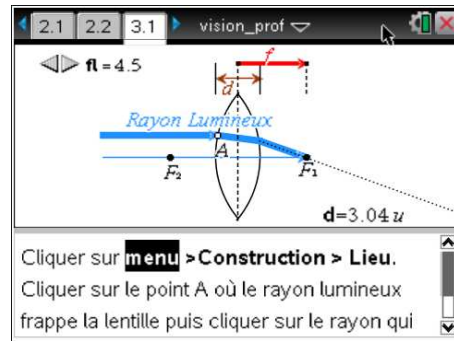 2.1 2.2 3.1 vision_prof
fl = 4.5
f
d
Rayon Lumineux
A
F₂ F₁
d=3.04 u
Cliquer sur menu >Construction > Lieu.
Cliquer sur le point A où le rayon lumineux
frappe la lentille puis cliquer sur le rayon qui